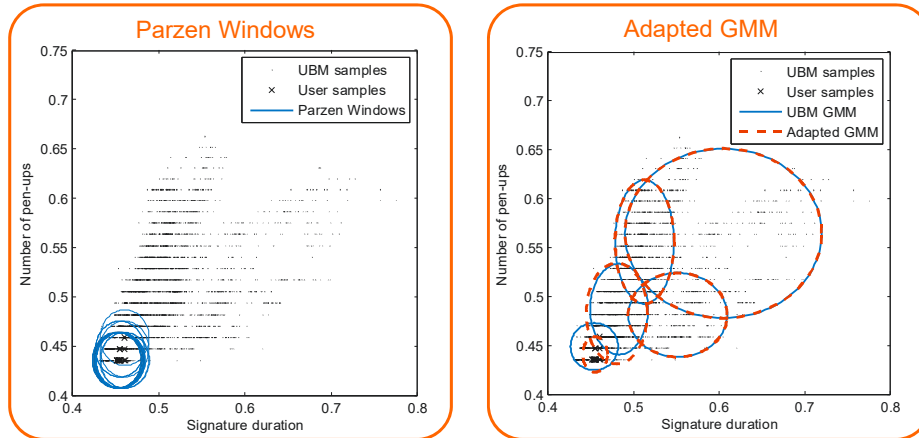 Parzen Windows
0.75
0.7
0.65
0.6
0.55
0.5
0.45
0.4
Number of pen-ups
UBM samples
User samples
Parzen Windows
0.4 0.5 0.6 0.7 0.8
Signature duration
Adapted GMM
0.75
0.7
0.65
0.6
0.55
0.5
0.45
0.4
Number of pen-ups
UBM samples
User samples
UBM GMM
Adapted GMM
0.4 0.5 0.6 0.7 0.8
Signature duration